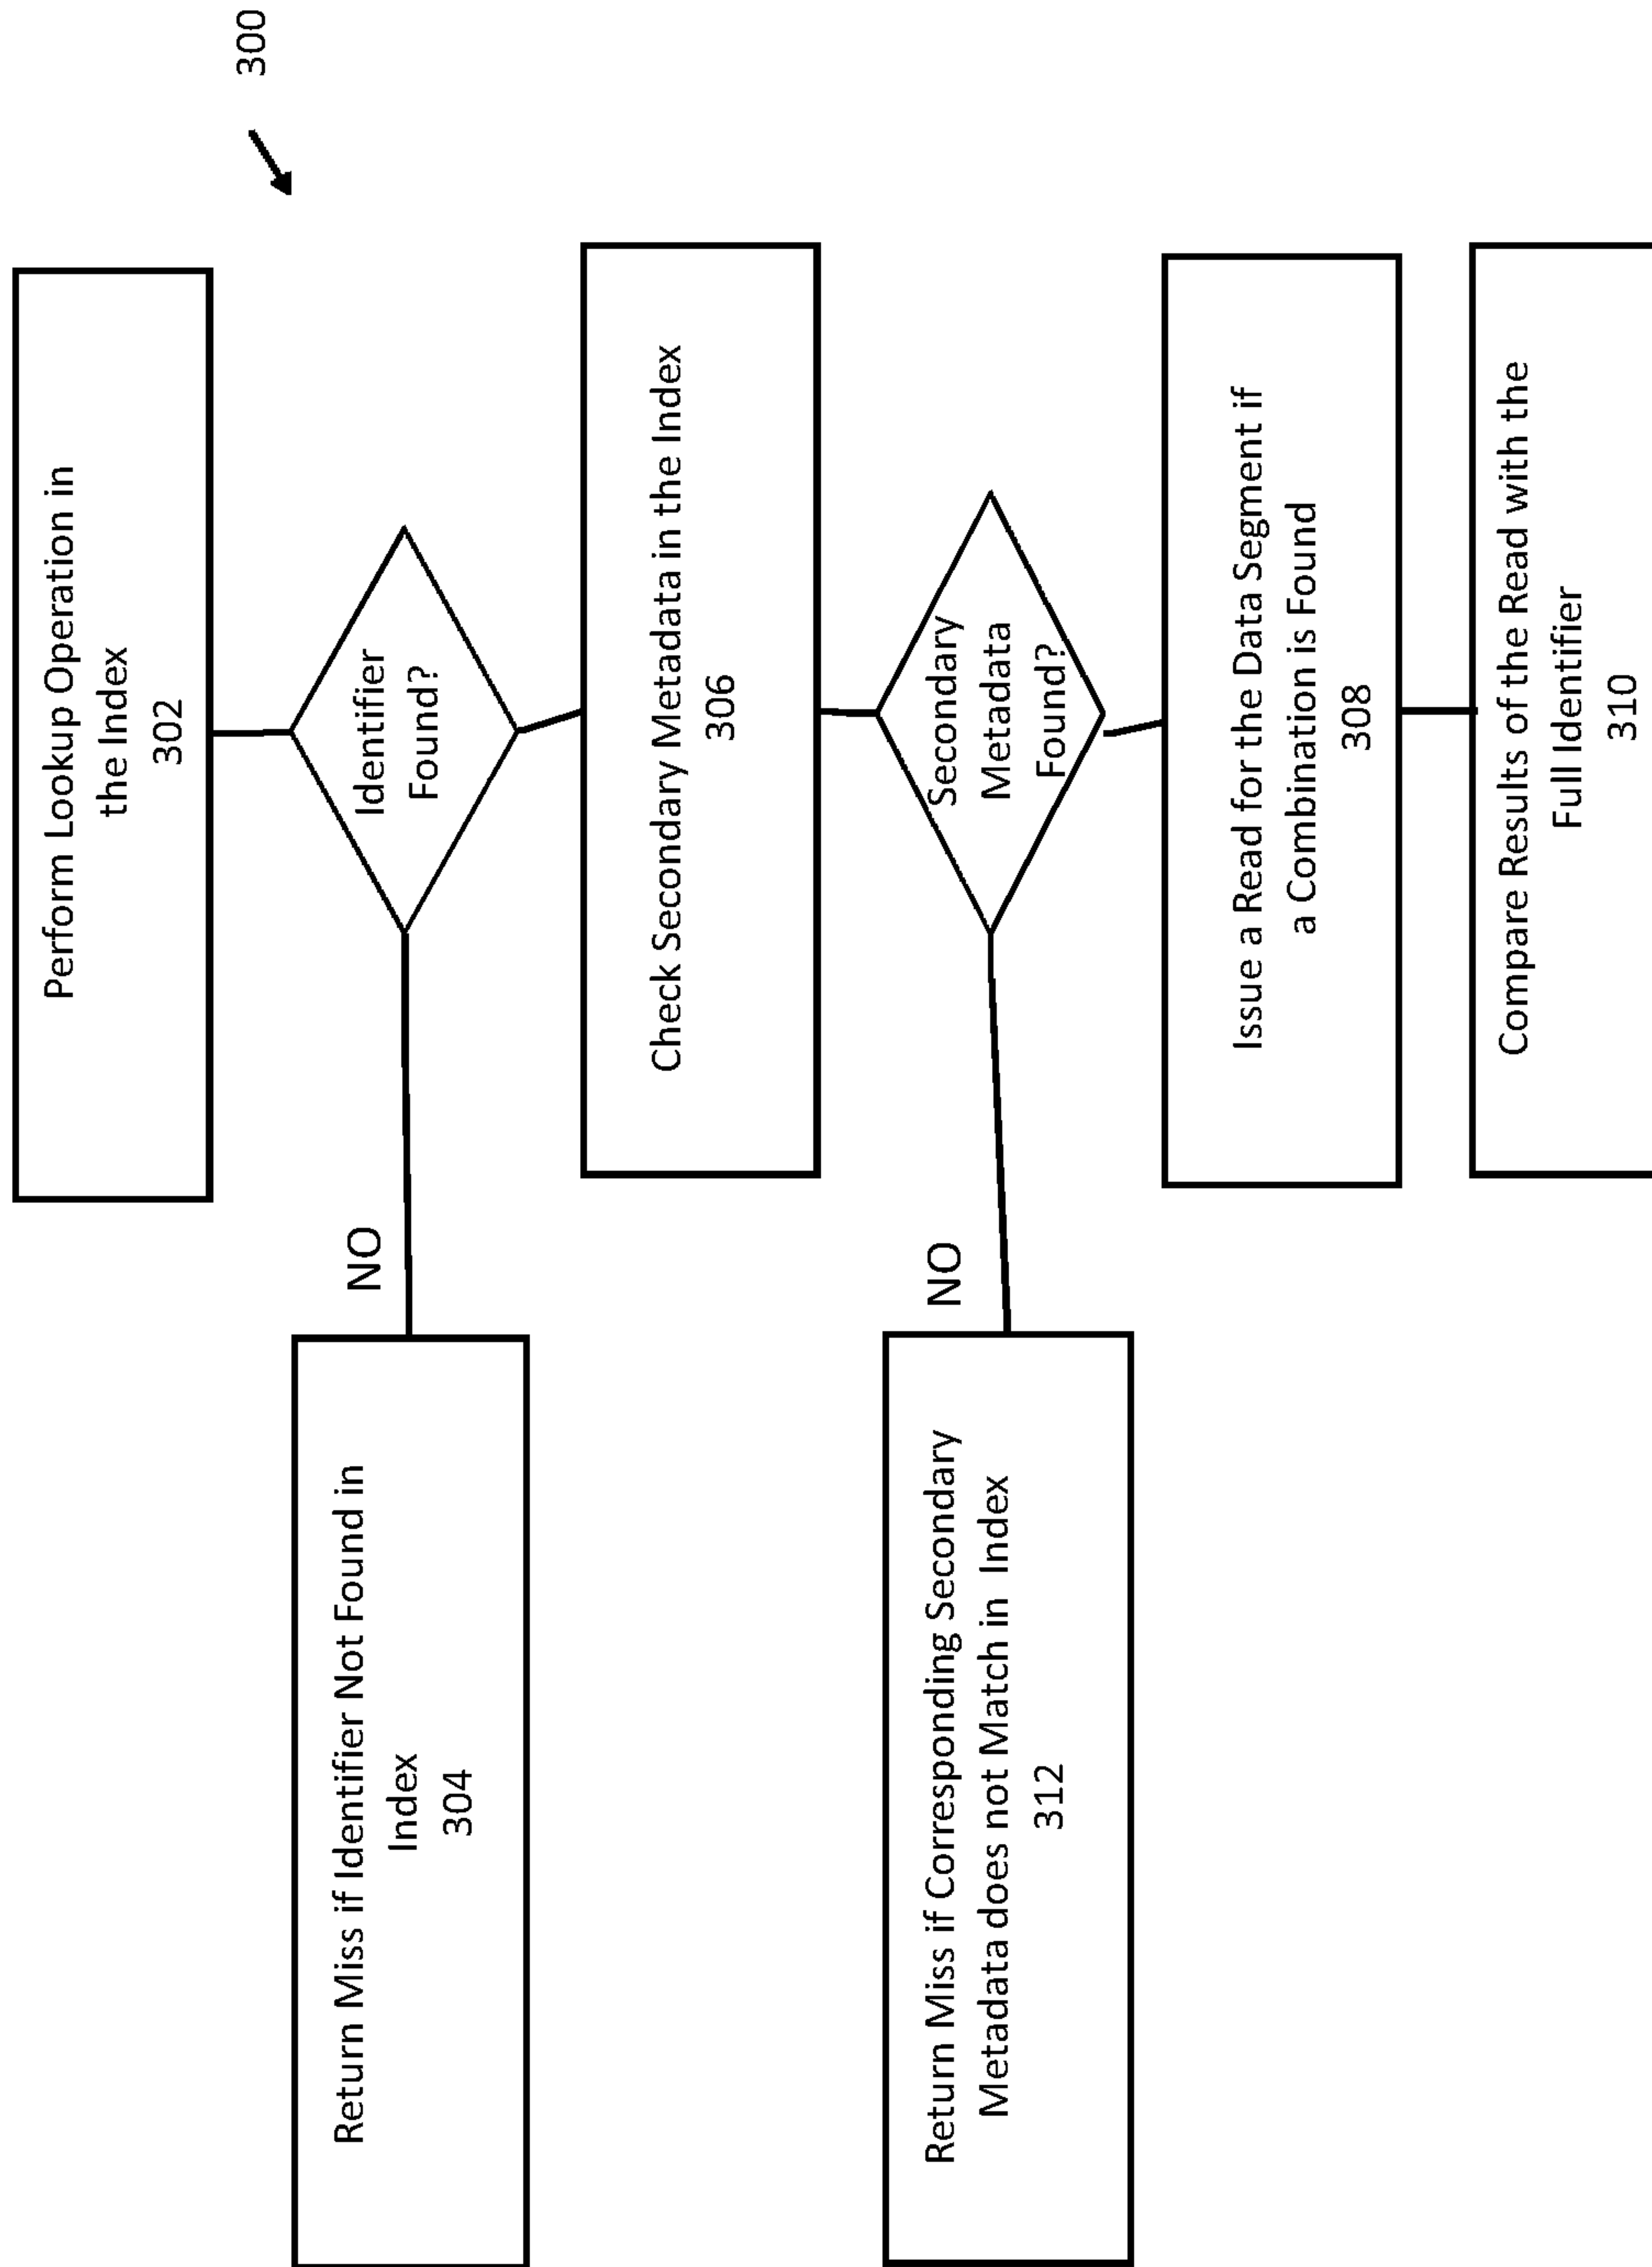 300
Perform Lookup Operation in
the Index
302
Identifier
Found?
NO
Return Miss if Identifier Not Found in
Index
304
Check Secondary Metadata in the Index
306
Secondary
Metadata
Found?
NO
Return Miss if Corresponding Secondary
Metadata does not Match in Index
312
Issue a Read for the Data Segment if
a Combination is Found
308
Compare Results of the Read with the
Full Identifier
310